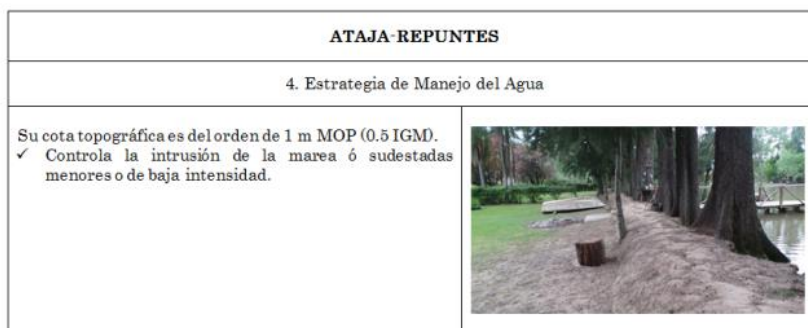 ATAJA-REPUNTES
4. Estrategia de Manejo del Agua
Su cota topográfica es del orden de 1 m MOP (0.5 IGM).
✓ Controla la intrusión de la marea ó sudestadas
menores o de baja intensidad.